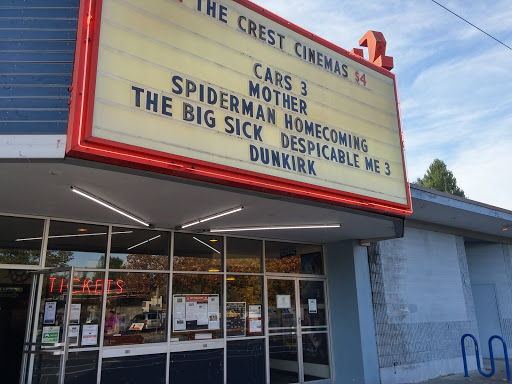 THE CREST CINEMAS $4
CARS 3
MOTHER
SPIDERMAN HOMECOMING
THE BIG SICK DESPICABLE ME 3
DUNKIRK
TICKETS